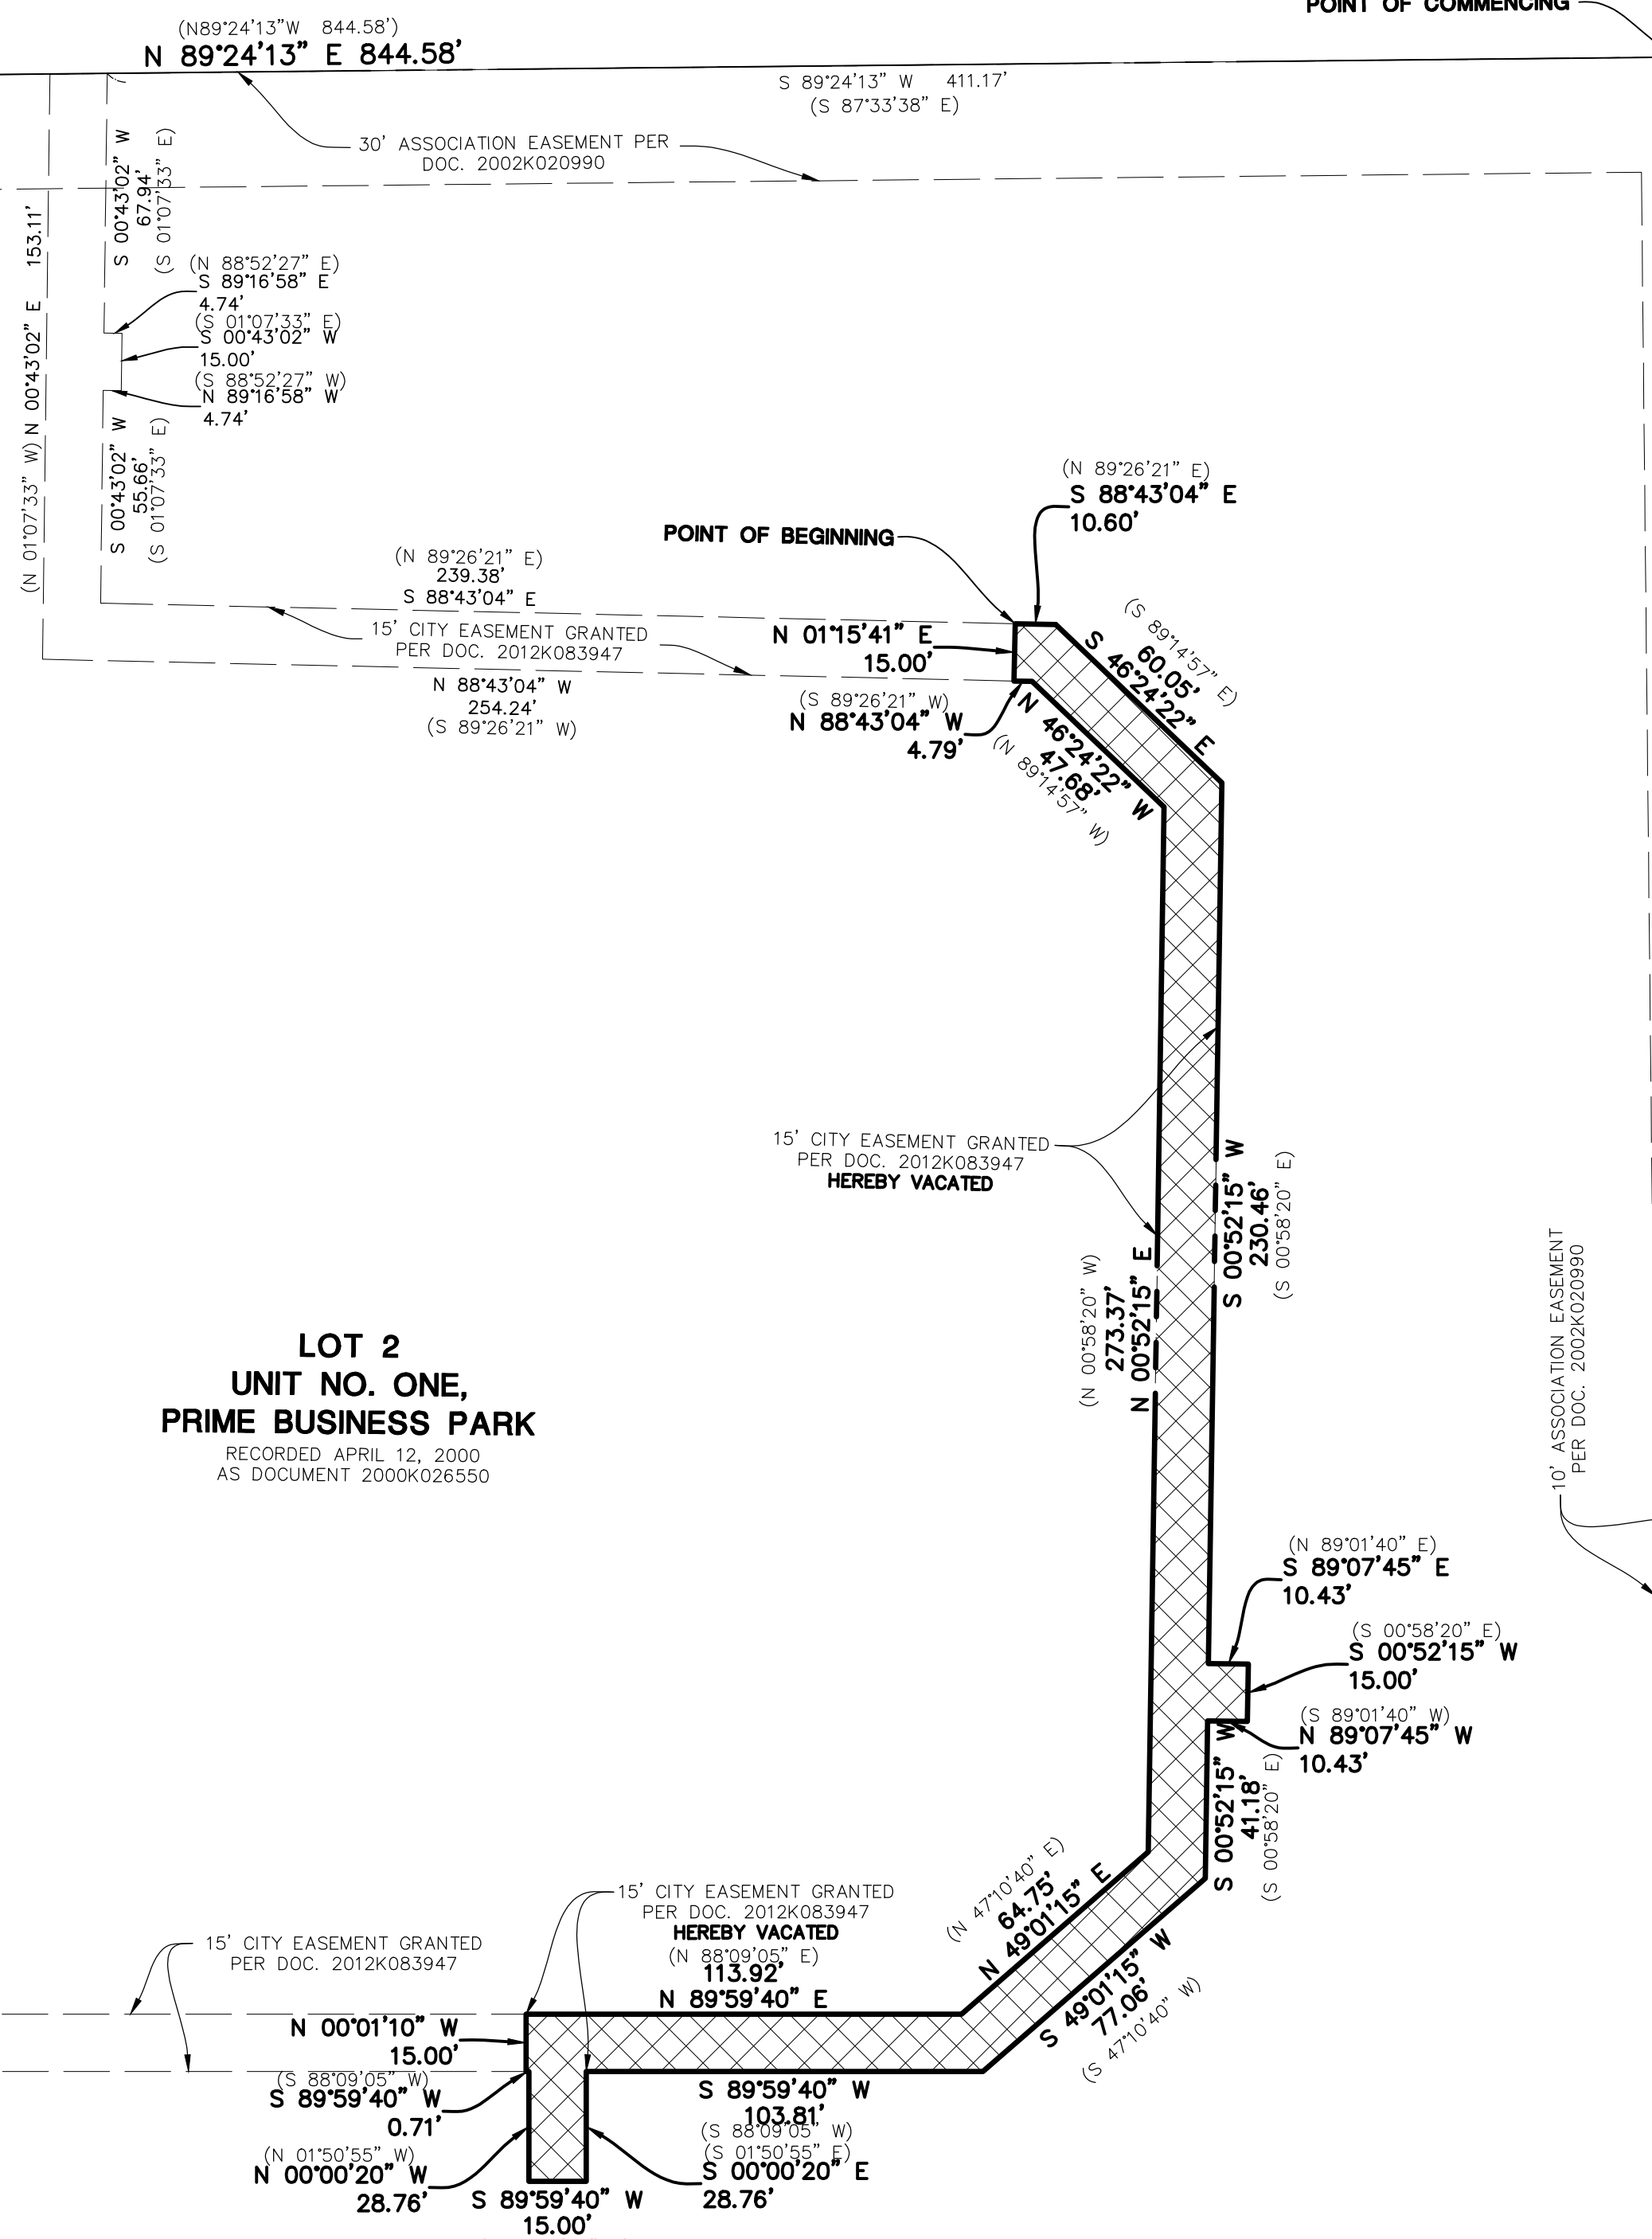 POINT OF COMMENCING
(N89°24'13"W 844.58')
N 89°24'13" E 844.58'
S 89°24'13" W 411.17'
(S 87°33'38" E)
30' ASSOCIATION EASEMENT PER
DOC. 2002K020990
S 00°43'02" W
67.94'
(S 01°07'33" E)
(N 01°07'33" W) N 00°43'02" E 153.11'
(N 88°52'27" E)
S 89°16'58" E
4.74'
(S 01°07'33" E)
S 00°43'02" W
15.00'
(S 88°52'27" W)
N 89°16'58" W
4.74'
S 00°43'02" W
55.66'
(S 01°07'33" E)
(N 89°26'21" E)
S 88°43'04" E
10.60'
POINT OF BEGINNING
(N 89°26'21" E)
239.38'
S 88°43'04" E
15' CITY EASEMENT GRANTED
PER DOC. 2012K083947
N 88°43'04" W
254.24'
(S 89°26'21" W)
N 01°15'41" E
15.00'
(S 89°26'21" W)
N 88°43'04" W
4.79'
(S 89°14'57" E)
60.05'
S 46°24'22" E
N 46°24'22" W
47.68'
(N 89°14'57" W)
15' CITY EASEMENT GRANTED
PER DOC. 2012K083947
HEREBY VACATED
S 00°52'15" W
230.46'
(S 00°58'20" E)
(N 00°58'20" W)
273.37'
N 00°52'15" E
10' ASSOCIATION EASEMENT
PER DOC. 2002K020990
LOT 2
UNIT NO. ONE,
PRIME BUSINESS PARK
RECORDED APRIL 12, 2000
AS DOCUMENT 2000K026550
(N 89°01'40" E)
S 89°07'45" E
10.43'
(S 00°58'20" E)
S 00°52'15" W
15.00'
(S 89°01'40" W)
N 89°07'45" W
10.43'
S 00°52'15" W
41.18'
(S 00°58'20" E)
(N 47°10'40" E)
64.75'
N 49°01'15" E
S 49°01'15" W
77.06'
(S 47°10'40" W)
15' CITY EASEMENT GRANTED
PER DOC. 2012K083947
HEREBY VACATED
(N 88°09'05" E)
113.92'
N 89°59'40" E
15' CITY EASEMENT GRANTED
PER DOC. 2012K083947
N 00°01'10" W
15.00'
(S 88°09'05" W)
S 89°59'40" W
0.71'
(N 01°50'55" W)
N 00°00'20" W
28.76'
S 89°59'40" W
103.81'
(S 88°09'05" W)
(S 01°50'55" E)
S 00°00'20" E
28.76'
S 89°59'40" W
15.00'